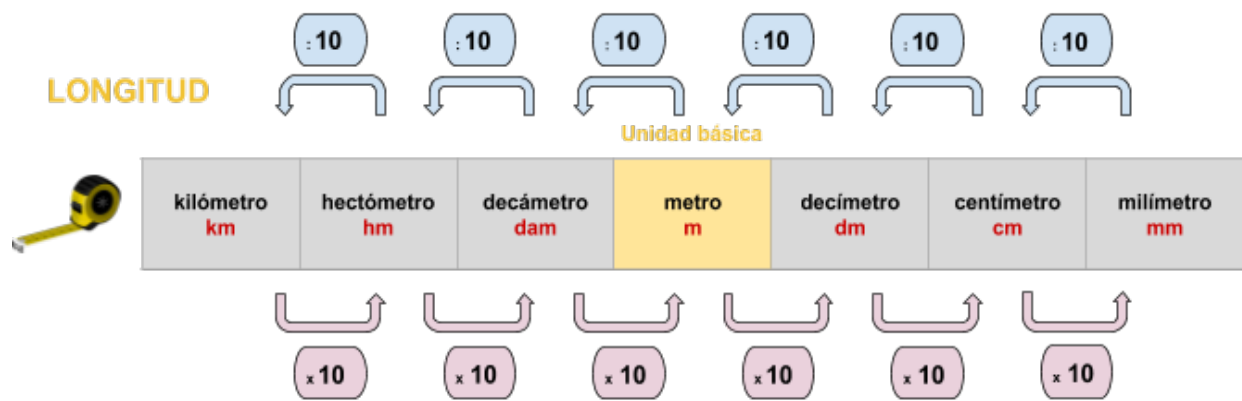 : 10 : 10 : 10 : 10 : 10 : 10
LONGITUD
Unidad básica
kilómetro hectómetro decámetro metro decímetro centímetro milímetro
km hm dam m dm cm mm
x 10 x 10 x 10 x 10 x 10 x 10